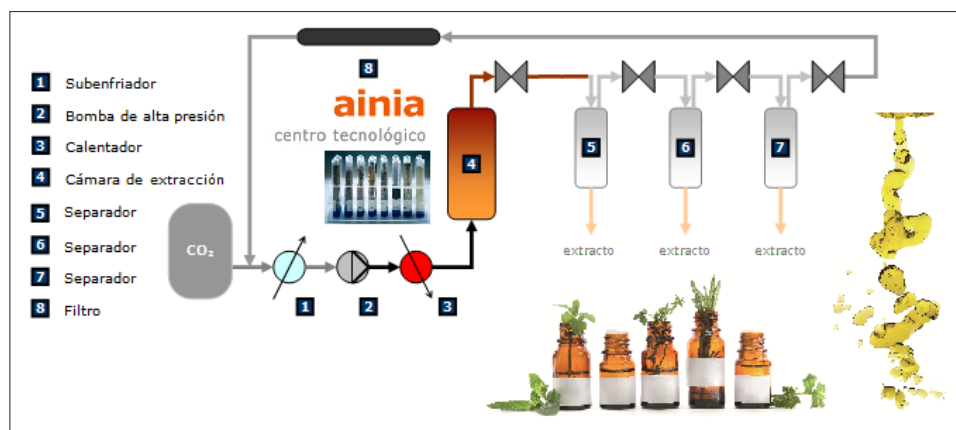 1 Subenfriador
2 Bomba de alta presión
3 Calentador
4 Cámara de extracción
5 Separador
6 Separador
7 Separador
8 Filtro
8
ainia
centro tecnológico
4
5
6
7
extracto
extracto
extracto
CO₂
1
2
3